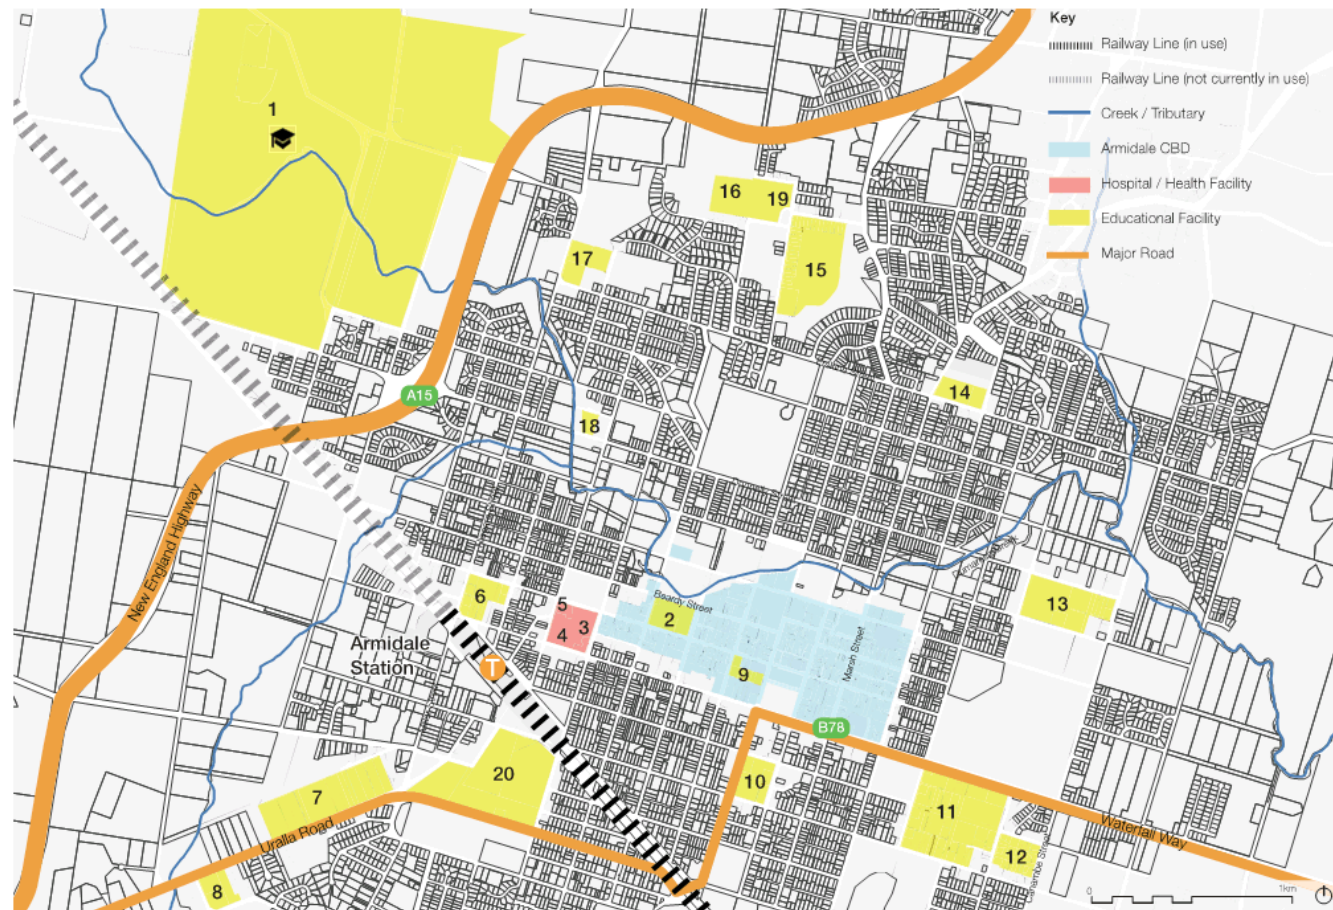 Key
Railway Line (in use)
Railway Line (not currently in use)
Creek / Tributary
Armidale CBD
Hospital / Health Facility
Educational Facility
Major Road
1
16
19
17
15
14
A15
18
New England Highway
6
5
3
4
Beardy Street
2
13
Armidale
Station
T
9
Marsh Street
B78
20
10
7
Uralla Road
11
Waterfall Way
12
8
0
1km